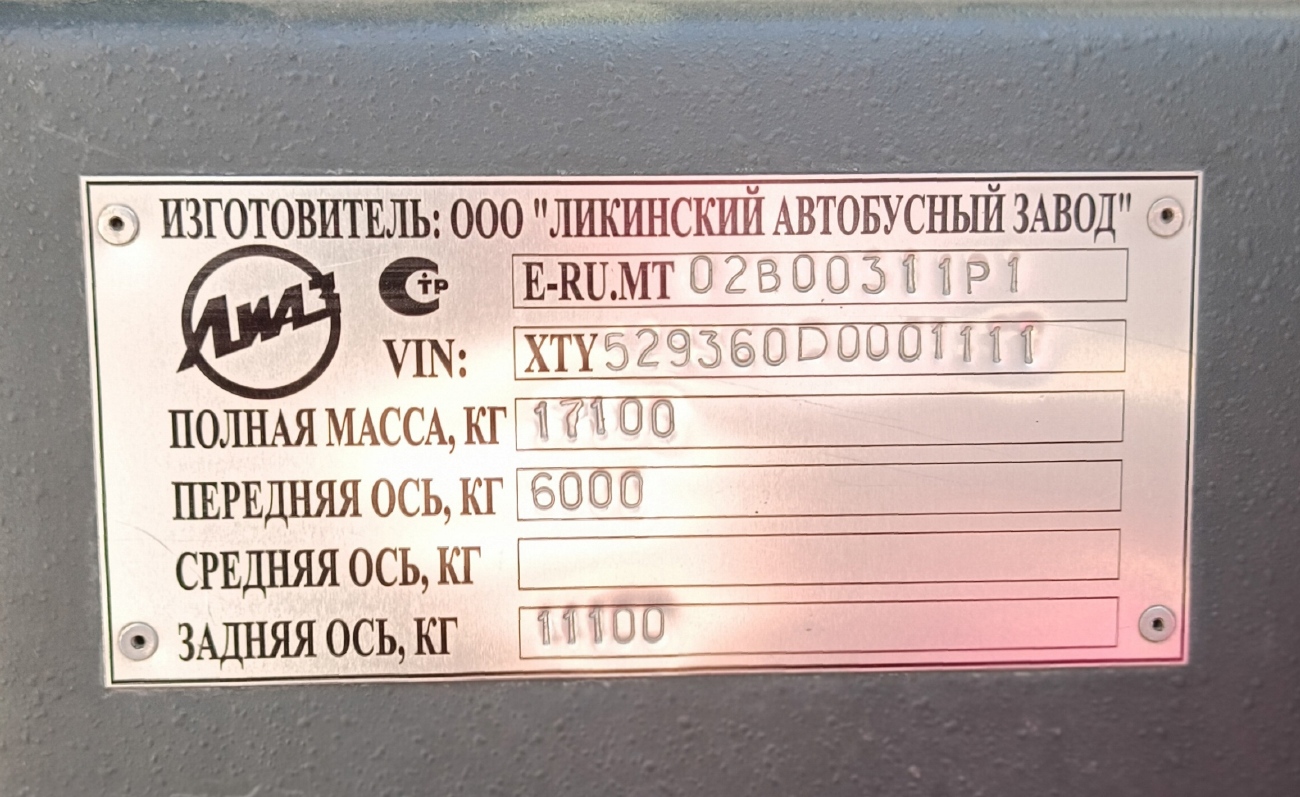 ИЗГОТОВИТЕЛЬ: ООО "ЛИКИНСКИЙ АВТОБУСНЫЙ ЗАВОД"
ЛИАЗ
ТР E-RU.MT 02B00311P1
VIN: XTY529360D0001111
ПОЛНАЯ МАССА, КГ 17100
ПЕРЕДНЯЯ ОСЬ, КГ 6000
СРЕДНЯЯ ОСЬ, КГ
ЗАДНЯЯ ОСЬ, КГ 11100